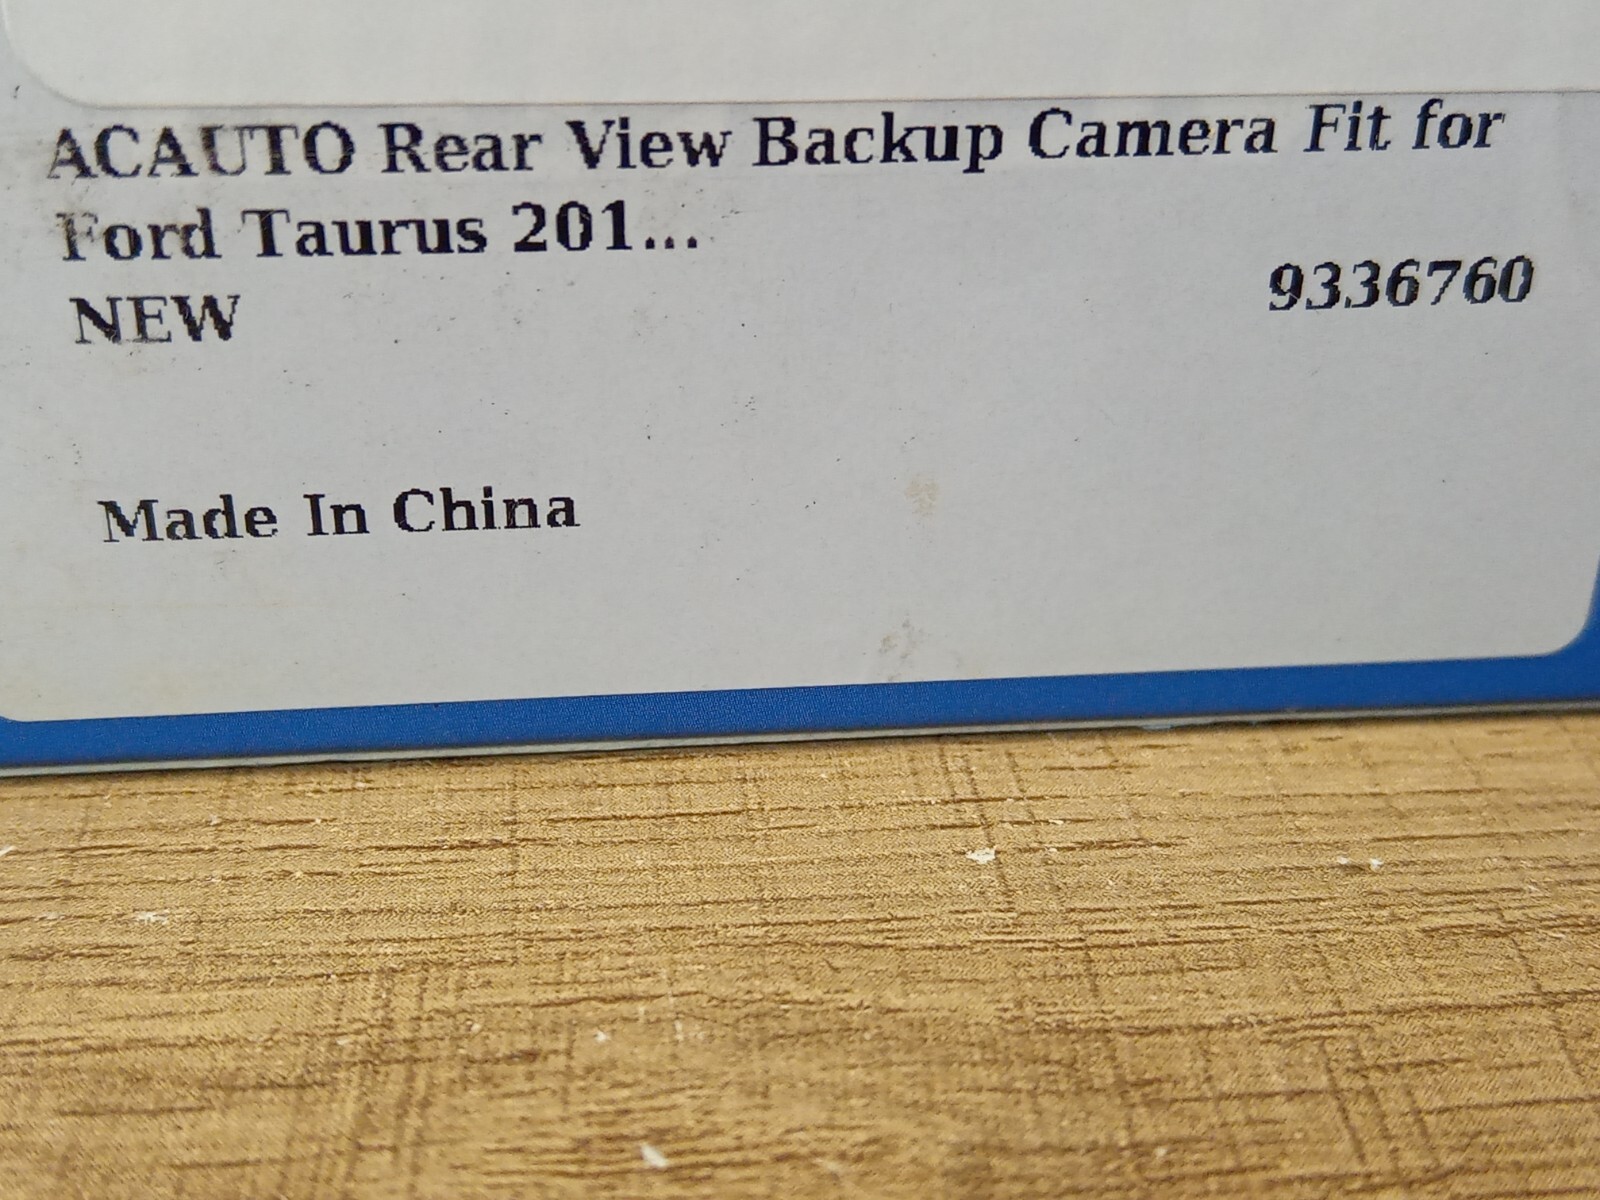 ACAUTO Rear View Backup Camera Fit for
Ford Taurus 201...
NEW
9336760
Made In China